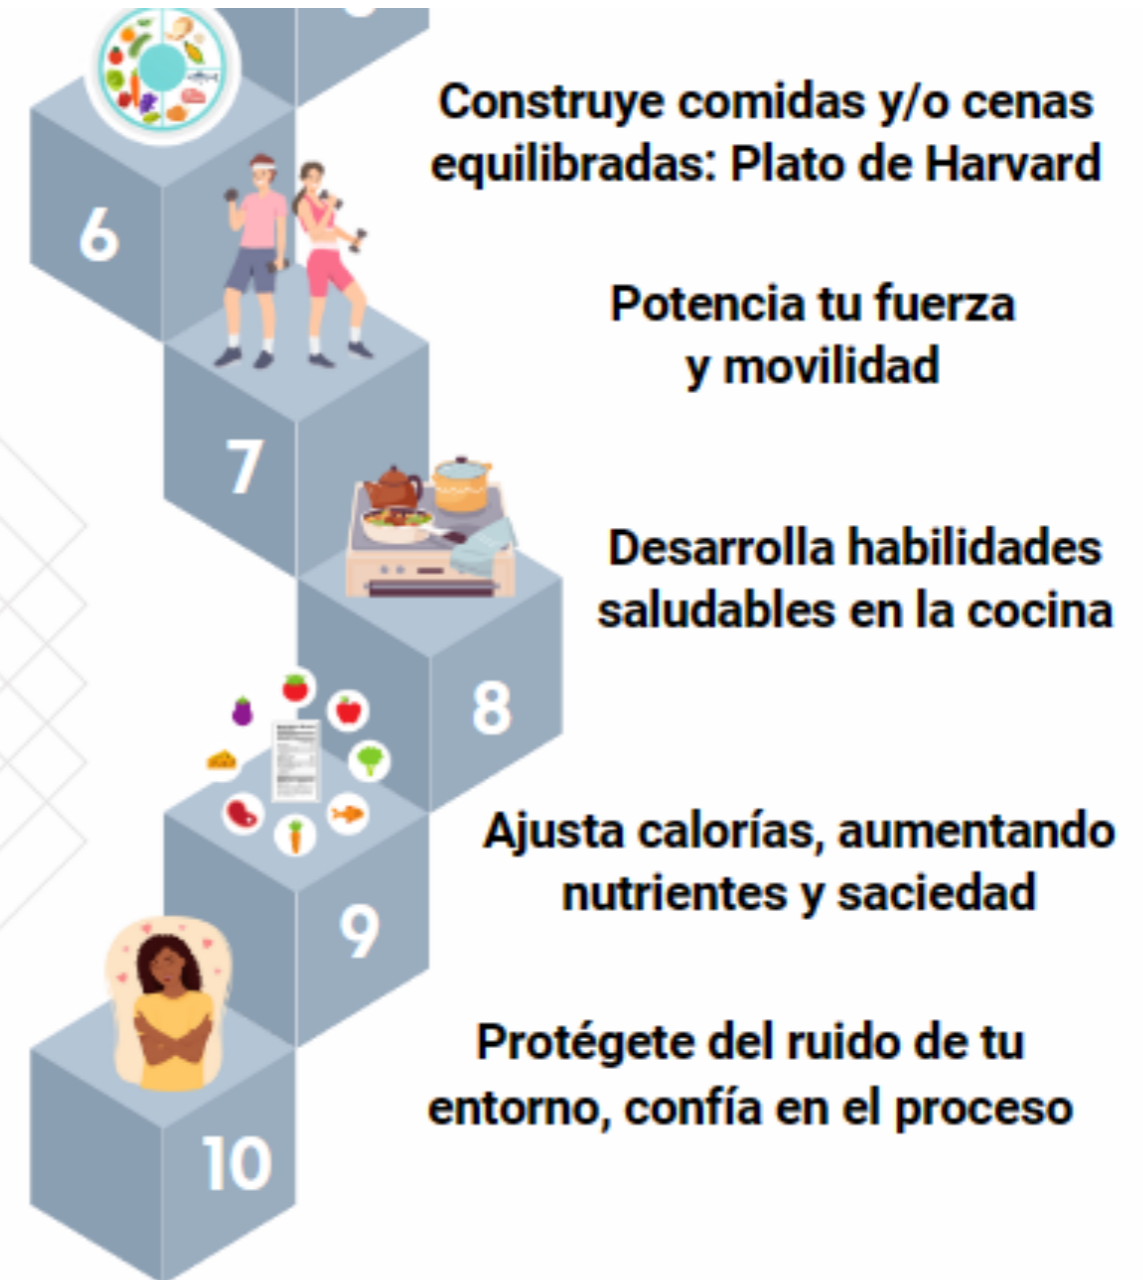 Construye comidas y/o cenas
equilibradas: Plato de Harvard
6
Potencia tu fuerza
y movilidad
7
Desarrolla habilidades
saludables en la cocina
8
Ajusta calorías, aumentando
nutrientes y saciedad
9
Protégete del ruido de tu
entorno, confía en el proceso
10